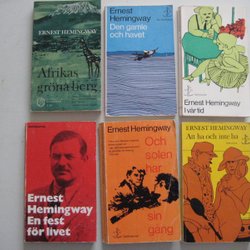 ERNEST HEMINGWAY
Afrikas
gröna berg
Ernest Hemingway
Den gamle
och havet
Ernest Hemingway
I vår tid
Ernest
Hemingway
En fest
för livet
Ernest Hemingway
Och
solen
har
sin
gång
Ernest Hemingway
Att ha och inte ha